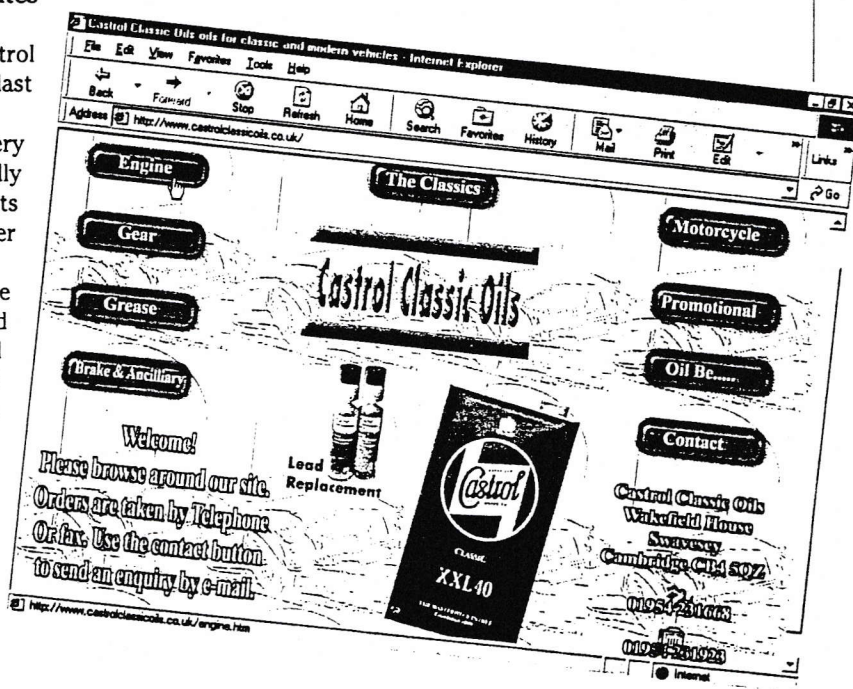 trol
last
ery
lly
ts
er
e
d
Castrol Classic Oils oils for classic and modern vehicles - Internet Explorer
File Edit View Favorites Tools Help
Back Forward Stop Refresh Home Search Favorites History Mail Print Edit
Links
Address http://www.castrolclassicoils.co.uk/
Go
Engine
The Classics
Motorcycle
Gear
Castrol Classic Oils
Promotional
Grease
Oil Be.....
Brake & Ancilliary
Contact
Welcome!
Please browse around our site.
Orders are taken by Telephone
Or fax. Use the contact button
to send an enquiry by e-mail.
Lead
Replacement
Castrol
CLASSIC
XXL40
Castrol Classic Oils
Wakefield House
Swavesey
Cambridge CB4 5QZ
01954 231668
http://www.castrolclassicoils.co.uk/engine.htm
Internet